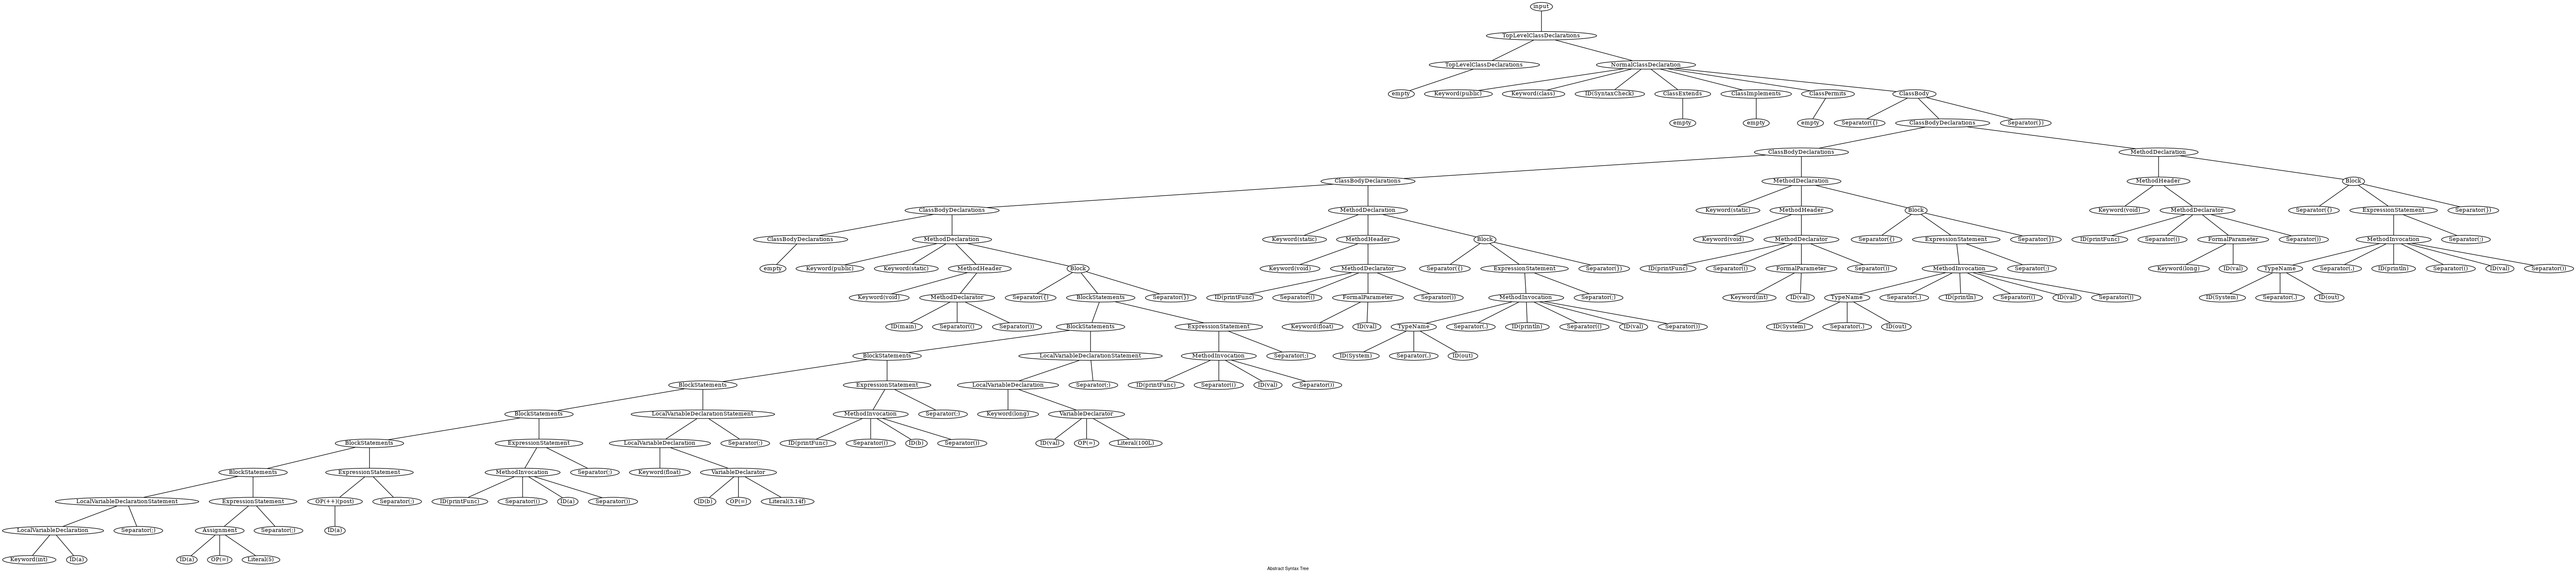 input
TopLevelClassDeclarations
TopLevelClassDeclarations NormalClassDeclaration
empty Keyword(public) Keyword(class) ID(SyntaxCheck) ClassExtends ClassImplements ClassPermits ClassBody
empty empty empty Separator({) ClassBodyDeclarations Separator(})
ClassBodyDeclarations MethodDeclaration
ClassBodyDeclarations MethodDeclaration MethodHeader Block
ClassBodyDeclarations MethodDeclaration Keyword(static) MethodHeader Block Keyword(void) MethodDeclarator Separator({) ExpressionStatement Separator(})
ClassBodyDeclarations MethodDeclaration Keyword(static) MethodHeader Block Keyword(void) MethodDeclarator Separator({) ExpressionStatement Separator(}) ID(printFunc) Separator(() FormalParameter Separator()) MethodInvocation Separator(;)
empty Keyword(public) Keyword(static) MethodHeader Block Keyword(void) MethodDeclarator Separator({) ExpressionStatement Separator(}) ID(printFunc) Separator(() FormalParameter Separator()) MethodInvocation Separator(;) Keyword(long) ID(val) TypeName Separator(.) ID(println) Separator(() ID(val) Separator())
Keyword(void) MethodDeclarator Separator({) BlockStatements Separator(}) ID(printFunc) Separator(() FormalParameter Separator()) MethodInvocation Separator(;) Keyword(int) ID(val) TypeName Separator(.) ID(println) Separator(() ID(val) Separator()) ID(System) Separator(.) ID(out)
ID(main) Separator(() Separator()) BlockStatements ExpressionStatement Keyword(float) ID(val) TypeName Separator(.) ID(println) Separator(() ID(val) Separator()) ID(System) Separator(.) ID(out)
BlockStatements LocalVariableDeclarationStatement MethodInvocation Separator(;) ID(System) Separator(.) ID(out)
BlockStatements ExpressionStatement LocalVariableDeclaration Separator(;) ID(printFunc) Separator(() ID(val) Separator())
BlockStatements LocalVariableDeclarationStatement MethodInvocation Separator(;) Keyword(long) VariableDeclarator
BlockStatements ExpressionStatement LocalVariableDeclaration Separator(;) ID(printFunc) Separator(() ID(b) Separator()) ID(val) OP(=) Literal(100L)
BlockStatements ExpressionStatement MethodInvocation Separator(;) Keyword(float) VariableDeclarator
LocalVariableDeclarationStatement ExpressionStatement OP(++)(post) Separator(;) ID(printFunc) Separator(() ID(a) Separator()) ID(b) OP(=) Literal(3.14f)
LocalVariableDeclaration Separator(;) Assignment Separator(;) ID(a)
Keyword(int) ID(a) ID(a) OP(=) Literal(5)
Abstract Syntax Tree